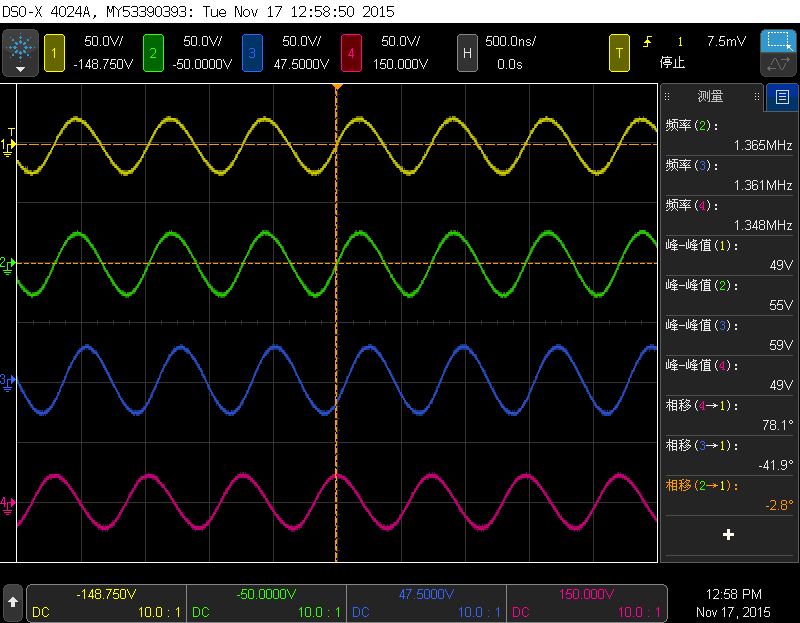 DSO-X 4024A, MY53390393: Tue Nov 17 12:58:50 2015
1 50.0V/ 2 50.0V/ 3 50.0V/ 4 50.0V/ H 500.0ns/ T 1 7.5mV
-148.750V -50.0000V 47.5000V 150.000V 0.0s 停止
测量
频率(2):
1.365MHz
频率(3):
1.361MHz
频率(4):
1.348MHz
峰-峰值(1):
49V
峰-峰值(2):
55V
峰-峰值(3):
59V
峰-峰值(4):
49V
相移(4→1):
78.1°
相移(3→1):
-41.9°
相移(2→1):
-2.8°
T
1
2
3
4
-148.750V -50.0000V 47.5000V 150.000V
DC 10.0 : 1 DC 10.0 : 1 DC 10.0 : 1 DC 10.0 : 1
12:58 PM
Nov 17, 2015